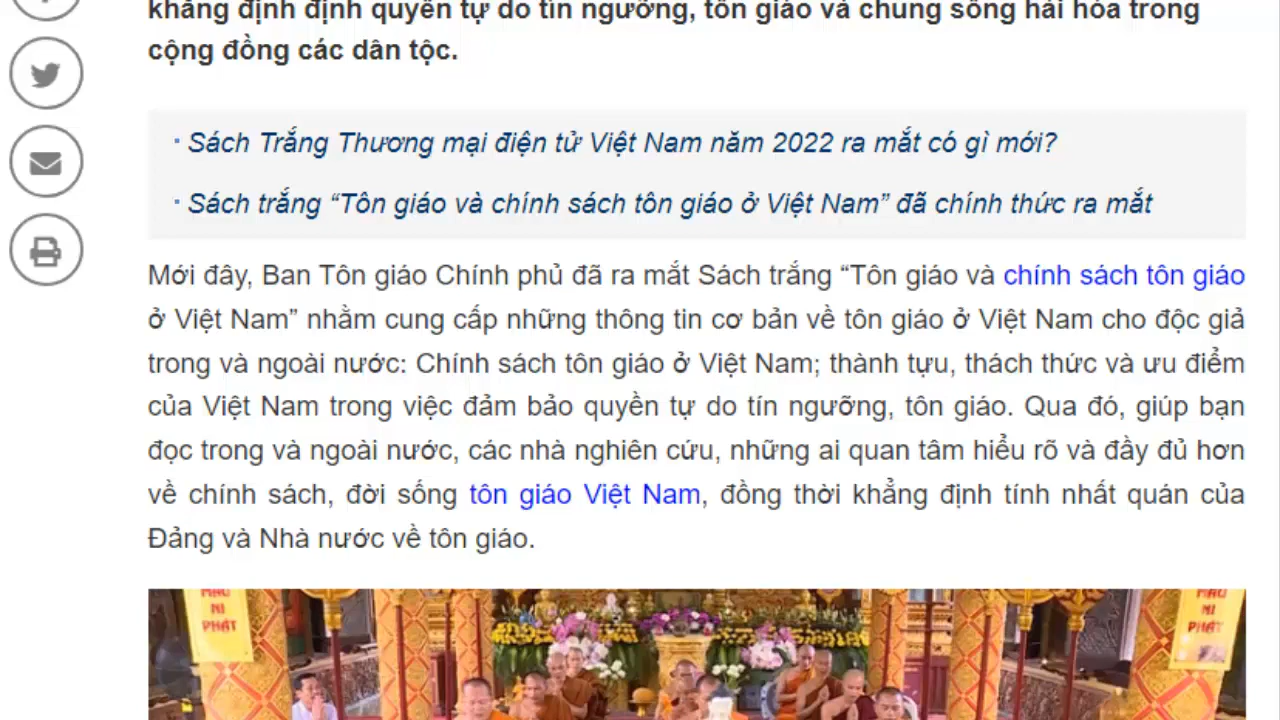 khẳng định định quyền tự do tín ngưỡng, tôn giáo và chung sống hài hòa trong
cộng đồng các dân tộc.
Sách Trắng Thương mại điện tử Việt Nam năm 2022 ra mắt có gì mới?
Sách trắng “Tôn giáo và chính sách tôn giáo ở Việt Nam” đã chính thức ra mắt
Mới đây, Ban Tôn giáo Chính phủ đã ra mắt Sách trắng “Tôn giáo và chính sách tôn giáo
ở Việt Nam” nhằm cung cấp những thông tin cơ bản về tôn giáo ở Việt Nam cho độc giả
trong và ngoài nước: Chính sách tôn giáo ở Việt Nam; thành tựu, thách thức và ưu điểm
của Việt Nam trong việc đảm bảo quyền tự do tín ngưỡng, tôn giáo. Qua đó, giúp bạn
đọc trong và ngoài nước, các nhà nghiên cứu, những ai quan tâm hiểu rõ và đầy đủ hơn
về chính sách, đời sống tôn giáo Việt Nam, đồng thời khẳng định tính nhất quán của
Đảng và Nhà nước về tôn giáo.
MÂU
NI
PHẬT
MÂU
NI
PHẬT